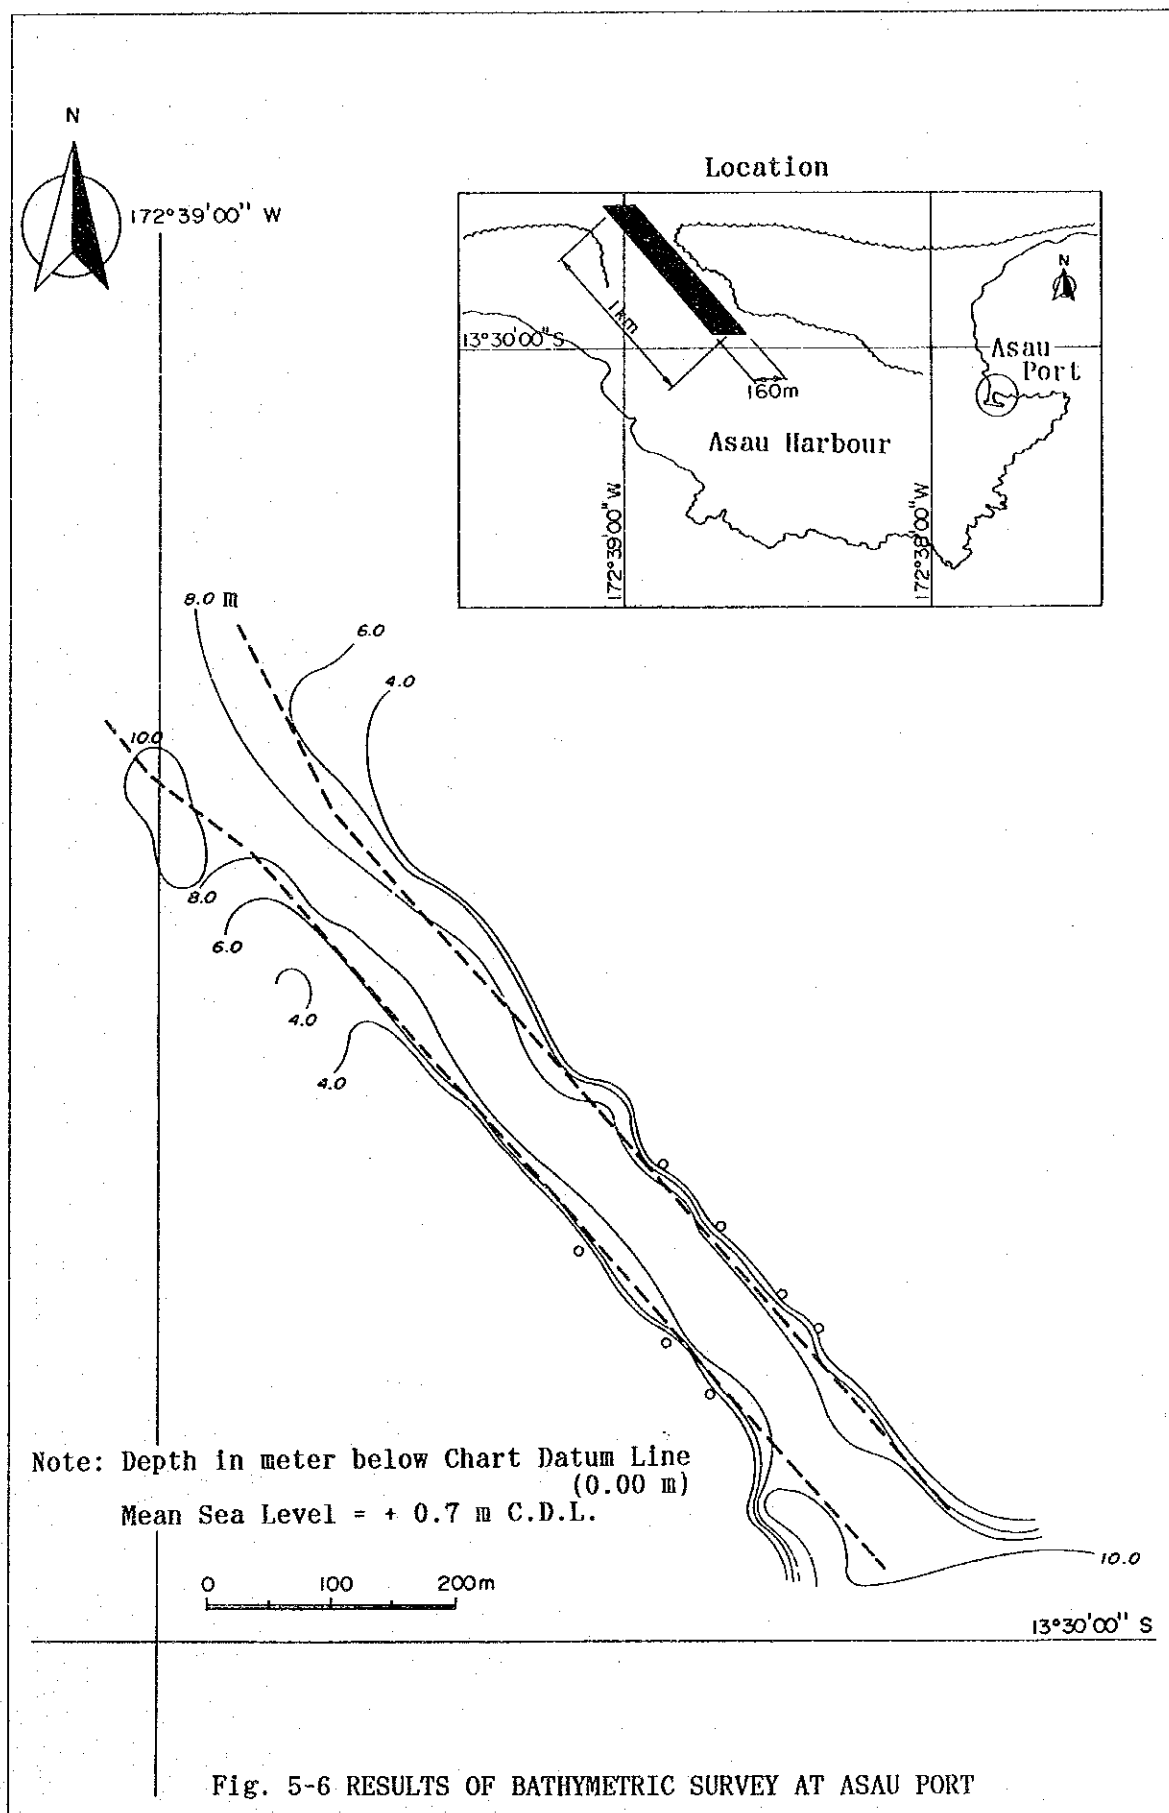 N
172°39'00" W
Location
N
1km
13°30'00" S
Asau
Port
160m
Asau Harbour
172°39'00" W
172°38'00" W
8.0 m
6.0
4.0
10.0
8.0
6.0
4.0
4.0
Note: Depth in meter below Chart Datum Line
(0.00 m)
Mean Sea Level = + 0.7 m C.D.L.
10.0
0 100 200m
13°30'00" S
Fig. 5-6 RESULTS OF BATHYMETRIC SURVEY AT ASAU PORT